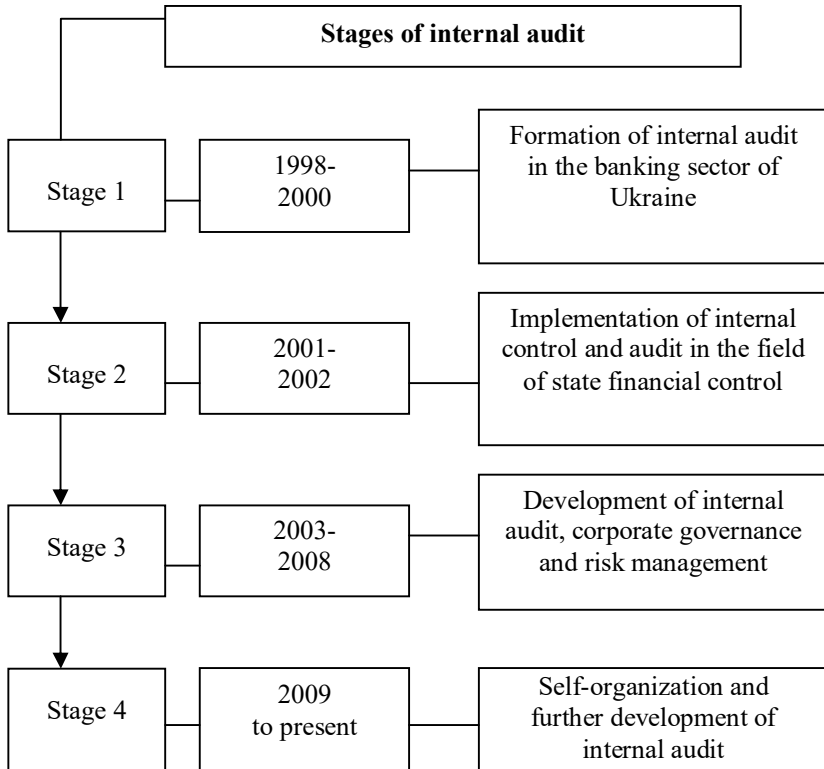 Stages of internal audit
Stage 1
1998-
2000
Formation of internal audit
in the banking sector of
Ukraine
Stage 2
2001-
2002
Implementation of internal
control and audit in the field
of state financial control
Stage 3
2003-
2008
Development of internal
audit, corporate governance
and risk management
Stage 4
2009
to present
Self-organization and
further development of
internal audit